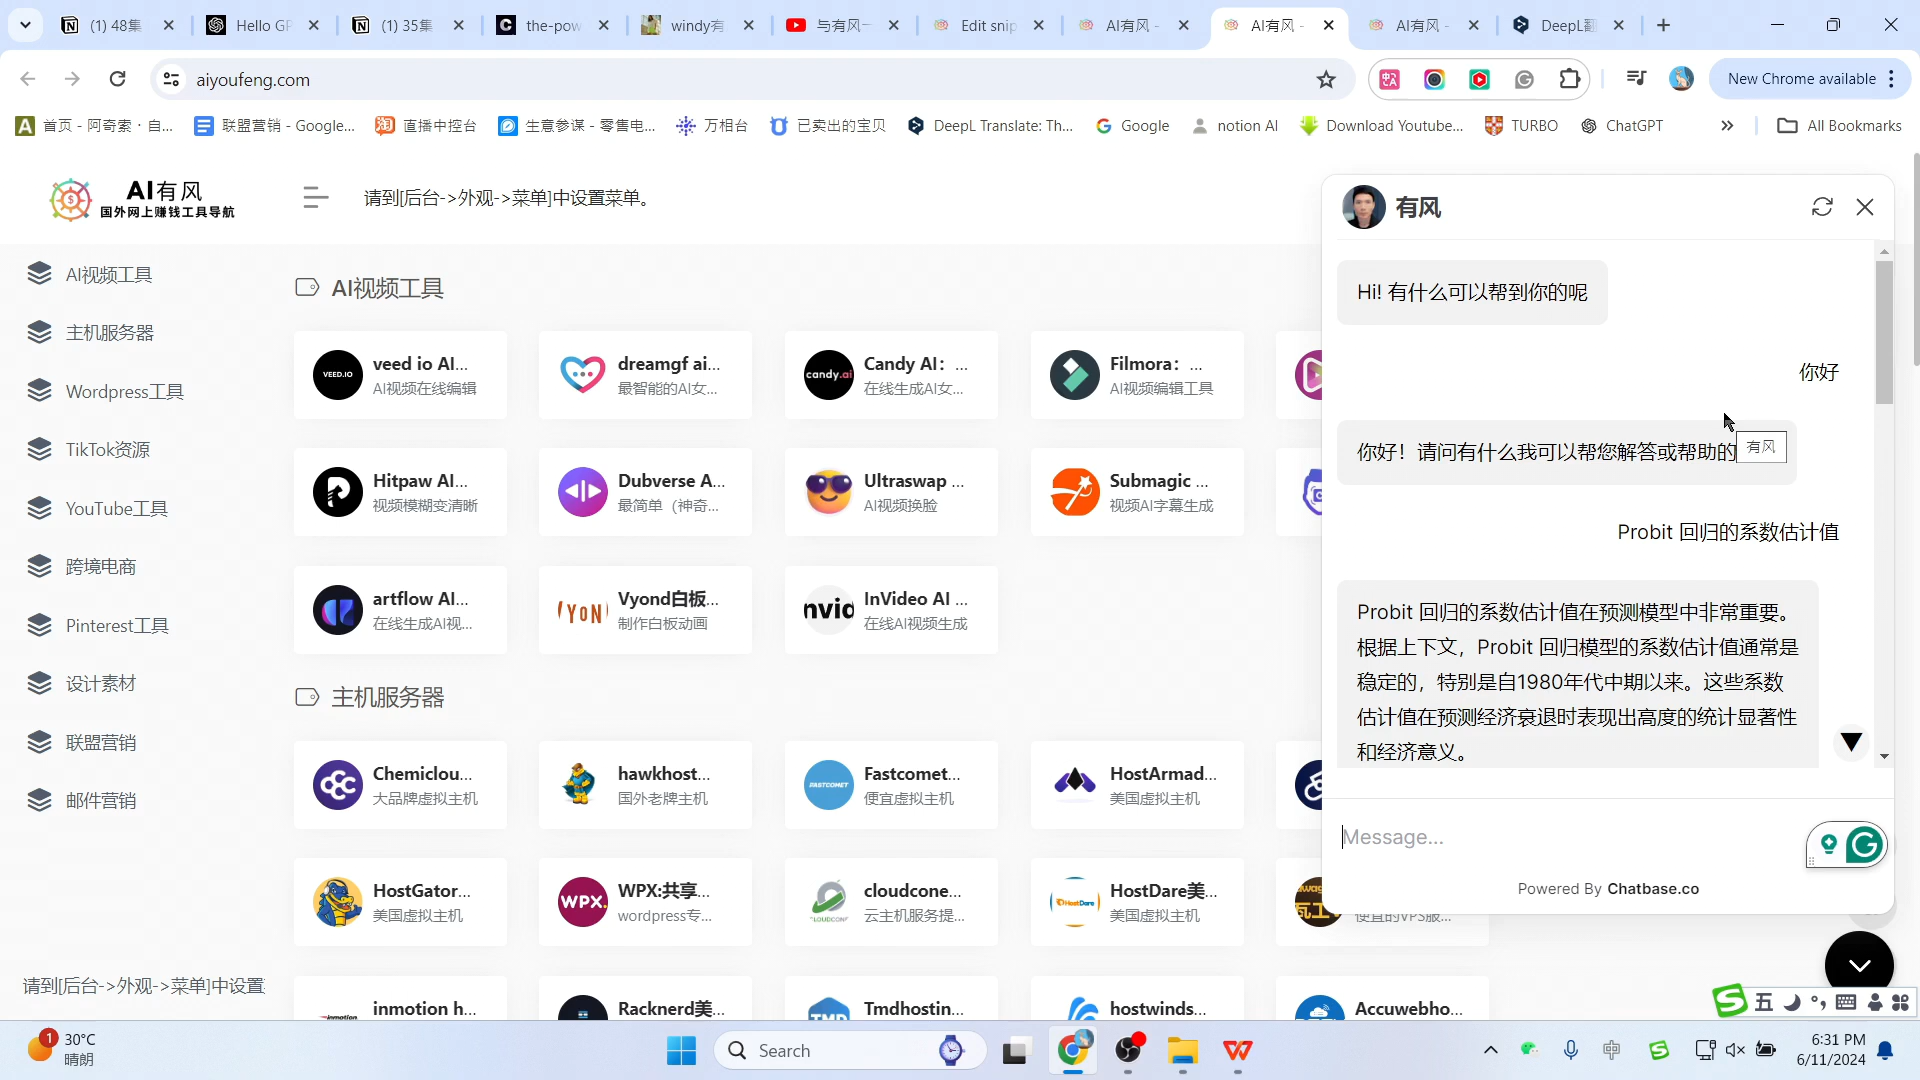 (1) 48集
Hello GP
(1) 35集
the-pow
windy有
与有风一
Edit snip
AI有风 -
AI有风 -
AI有风 -
DeepL翻
aiyoufeng.com
New Chrome available
首页 - 阿奇索 · 自...
联盟营销 - Google...
直播中控台
生意参谋 - 零售电...
万相台
已卖出的宝贝
DeepL Translate: Th...
Google
notion AI
Download Youtube...
TURBO
ChatGPT
All Bookmarks
AI有风
国外网上赚钱工具导航
请到[后台->外观->菜单]中设置菜单。
AI视频工具
主机服务器
Wordpress工具
TikTok资源
YouTube工具
跨境电商
Pinterest工具
设计素材
联盟营销
邮件营销
请到[后台->外观->菜单]中设置
AI视频工具
VEED.IO
veed io AI...
AI视频在线编辑
dreamgf ai...
最智能的AI女...
candy.ai
Candy AI：...
在线生成AI女...
Filmora：...
AI视频编辑工具
Hitpaw AI...
视频模糊变清晰
Dubverse A...
最简单（神奇...
Ultraswap ...
AI视频换脸
Submagic ...
视频AI字幕生成
artflow AI...
在线生成AI视...
VYON
Vyond白板...
制作白板动画
nvid
InVideo AI ...
在线AI视频生成
主机服务器
Chemiclou...
大品牌虚拟主机
hawkhost...
国外老牌主机
FASTCOMET
Fastcomet...
便宜虚拟主机
HostArmad...
美国虚拟主机
HostGator...
美国虚拟主机
WPX.
WPX:共享...
wordpress专...
cloudcone...
云主机服务提...
HostDare
HostDare美...
美国虚拟主机
便宜的VPS服...
inmotion
inmotion h...
Racknerd美...
TMD
Tmdhostin...
hostwinds...
Accuwebho...
有风
Hi! 有什么可以帮到你的呢
你好
你好！请问有什么我可以帮您解答或帮助的
有风
Probit 回归的系数估计值
Probit 回归的系数估计值在预测模型中非常重要。
根据上下文，Probit 回归模型的系数估计值通常是
稳定的，特别是自1980年代中期以来。这些系数
估计值在预测经济衰退时表现出高度的统计显著性
和经济意义。
Message...
Powered By Chatbase.co
五
1
30°C
晴朗
Search
中
6:31 PM
6/11/2024